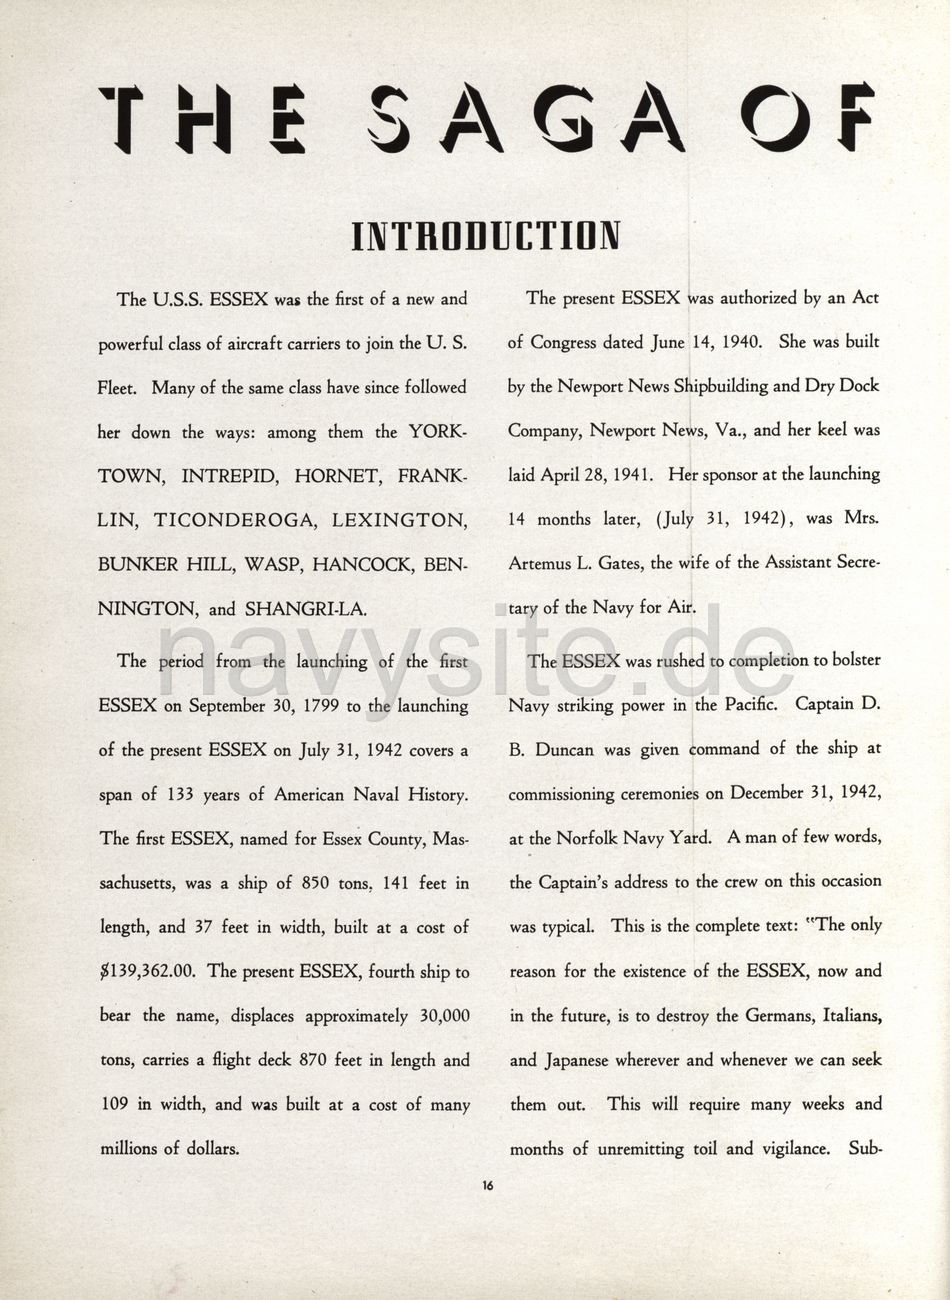 THE SAGA OF
INTRODUCTION
The U.S.S. ESSEX was the first of a new and
powerful class of aircraft carriers to join the U. S.
Fleet. Many of the same class have since followed
her down the ways: among them the YORK-
TOWN, INTREPID, HORNET, FRANK-
LIN, TICONDEROGA, LEXINGTON,
BUNKER HILL, WASP, HANCOCK, BEN-
NINGTON, and SHANGRI-LA.
The period from the launching of the first
ESSEX on September 30, 1799 to the launching
of the present ESSEX on July 31, 1942 covers a
span of 133 years of American Naval History.
The first ESSEX, named for Essex County, Mas-
sachusetts, was a ship of 850 tons, 141 feet in
length, and 37 feet in width, built at a cost of
$139,362.00. The present ESSEX, fourth ship to
bear the name, displaces approximately 30,000
tons, carries a flight deck 870 feet in length and
109 in width, and was built at a cost of many
millions of dollars.
The present ESSEX was authorized by an Act
of Congress dated June 14, 1940. She was built
by the Newport News Shipbuilding and Dry Dock
Company, Newport News, Va., and her keel was
laid April 28, 1941. Her sponsor at the launching
14 months later, (July 31, 1942), was Mrs.
Artemus L. Gates, the wife of the Assistant Secre-
tary of the Navy for Air.
The ESSEX was rushed to completion to bolster
Navy striking power in the Pacific. Captain D.
B. Duncan was given command of the ship at
commissioning ceremonies on December 31, 1942,
at the Norfolk Navy Yard. A man of few words,
the Captain's address to the crew on this occasion
was typical. This is the complete text: "The only
reason for the existence of the ESSEX, now and
in the future, is to destroy the Germans, Italians,
and Japanese wherever and whenever we can seek
them out. This will require many weeks and
months of unremitting toil and vigilance. Sub-
16
navysite.de